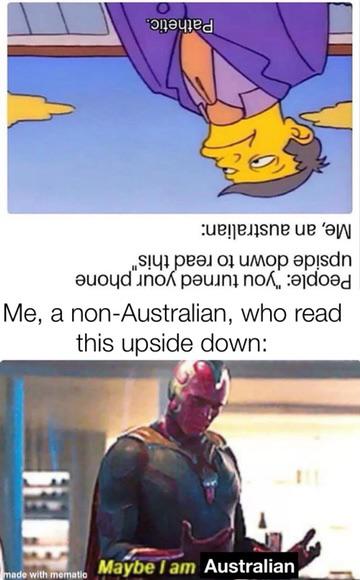 People: "you turned your phone
upside down to read this"
Me, an australian:
Pathetic.
Me, a non-Australian, who read
this upside down:
Maybe I am Australian
made with mematic